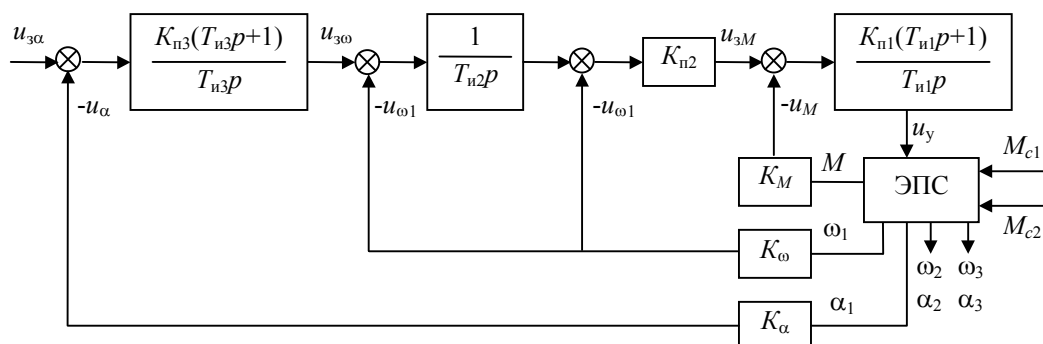 u_зα
K_п3(T_и3p+1)
T_и3p
u_зω
1
T_и2p
K_п2
u_зM
K_п1(T_и1p+1)
T_и1p
-u_α
-u_ω1
-u_ω1
-u_M
u_y
M_c1
K_M
M
ЭПС
M_c2
K_ω
ω_1
ω_2
ω_3
α_2
α_3
K_α
α_1